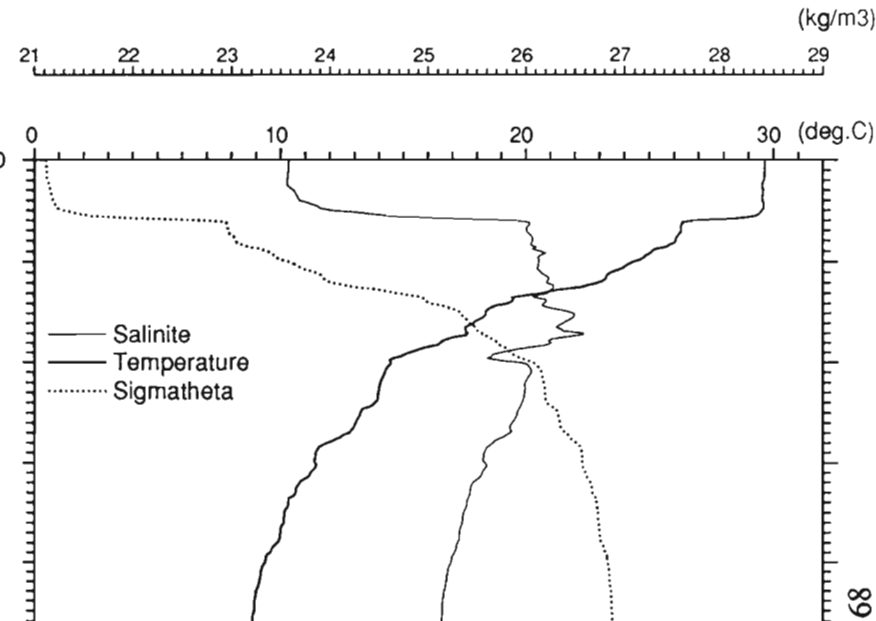 (kg/m3)
21 22 23 24 25 26 27 28 29
0 10 20 30 (deg.C)
0
Salinite
Temperature
Sigmatheta
68